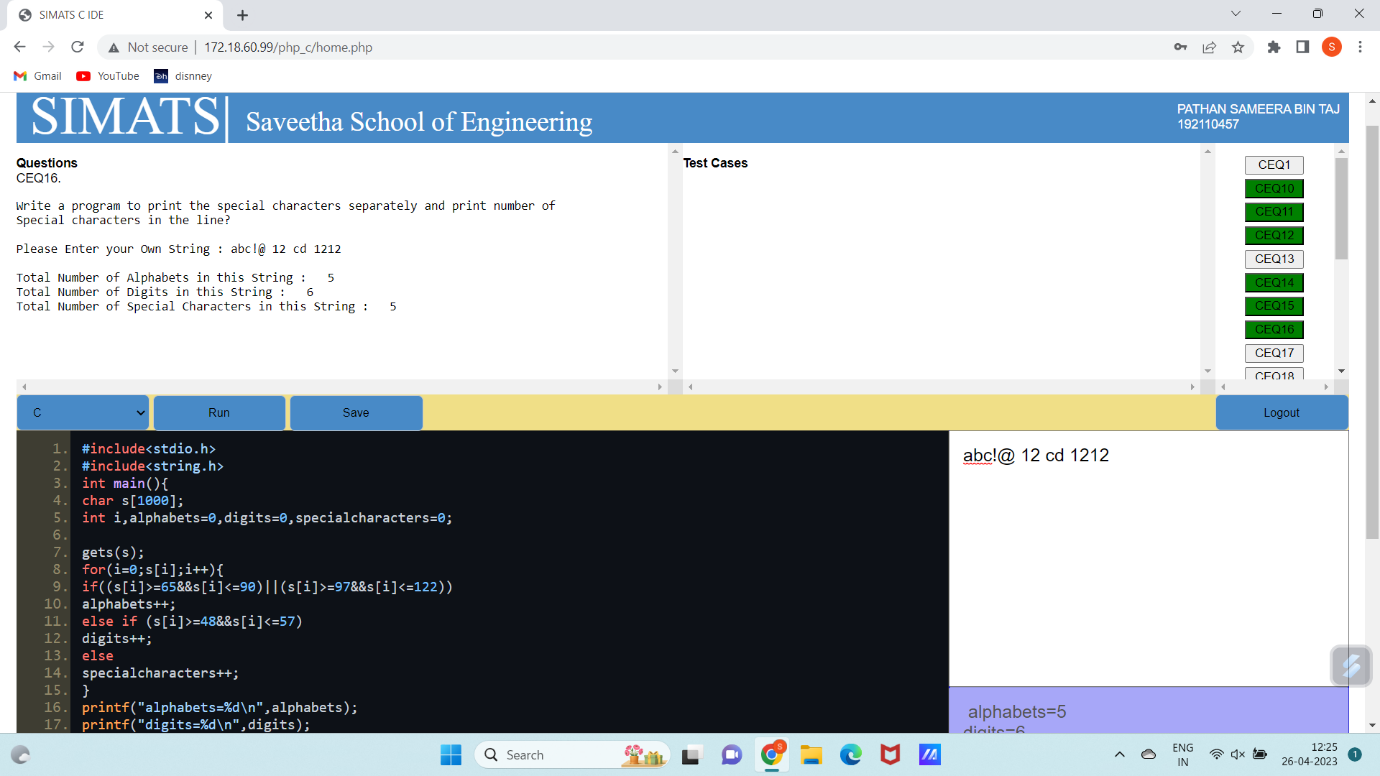 SIMATS C IDE
Not secure | 172.18.60.99/php_c/home.php
S
Gmail YouTube disnney
SIMATS Saveetha School of Engineering
PATHAN SAMEERA BIN TAJ
192110457
Questions
CEQ16.
Write a program to print the special characters separately and print number of
Special characters in the line?
Please Enter your Own String : abc!@ 12 cd 1212
Total Number of Alphabets in this String :   5
Total Number of Digits in this String :   6
Total Number of Special Characters in this String :   5
Test Cases
CEQ1
CEQ10
CEQ11
CEQ12
CEQ13
CEQ14
CEQ15
CEQ16
CEQ17
CEQ18
C Run Save Logout
1. #include<stdio.h>
2. #include<string.h>
3. int main(){
4. char s[1000];
5. int i,alphabets=0,digits=0,specialcharacters=0;
6.
7. gets(s);
8. for(i=0;s[i];i++){
9. if((s[i]>=65&&s[i]<=90)||(s[i]>=97&&s[i]<=122))
10. alphabets++;
11. else if (s[i]>=48&&s[i]<=57)
12. digits++;
13. else
14. specialcharacters++;
15. }
16. printf("alphabets=%d\n",alphabets);
17. printf("digits=%d\n",digits);
abc!@ 12 cd 1212
alphabets=5
digits=6
Search
S
ENG
IN
12:25
26-04-2023
1